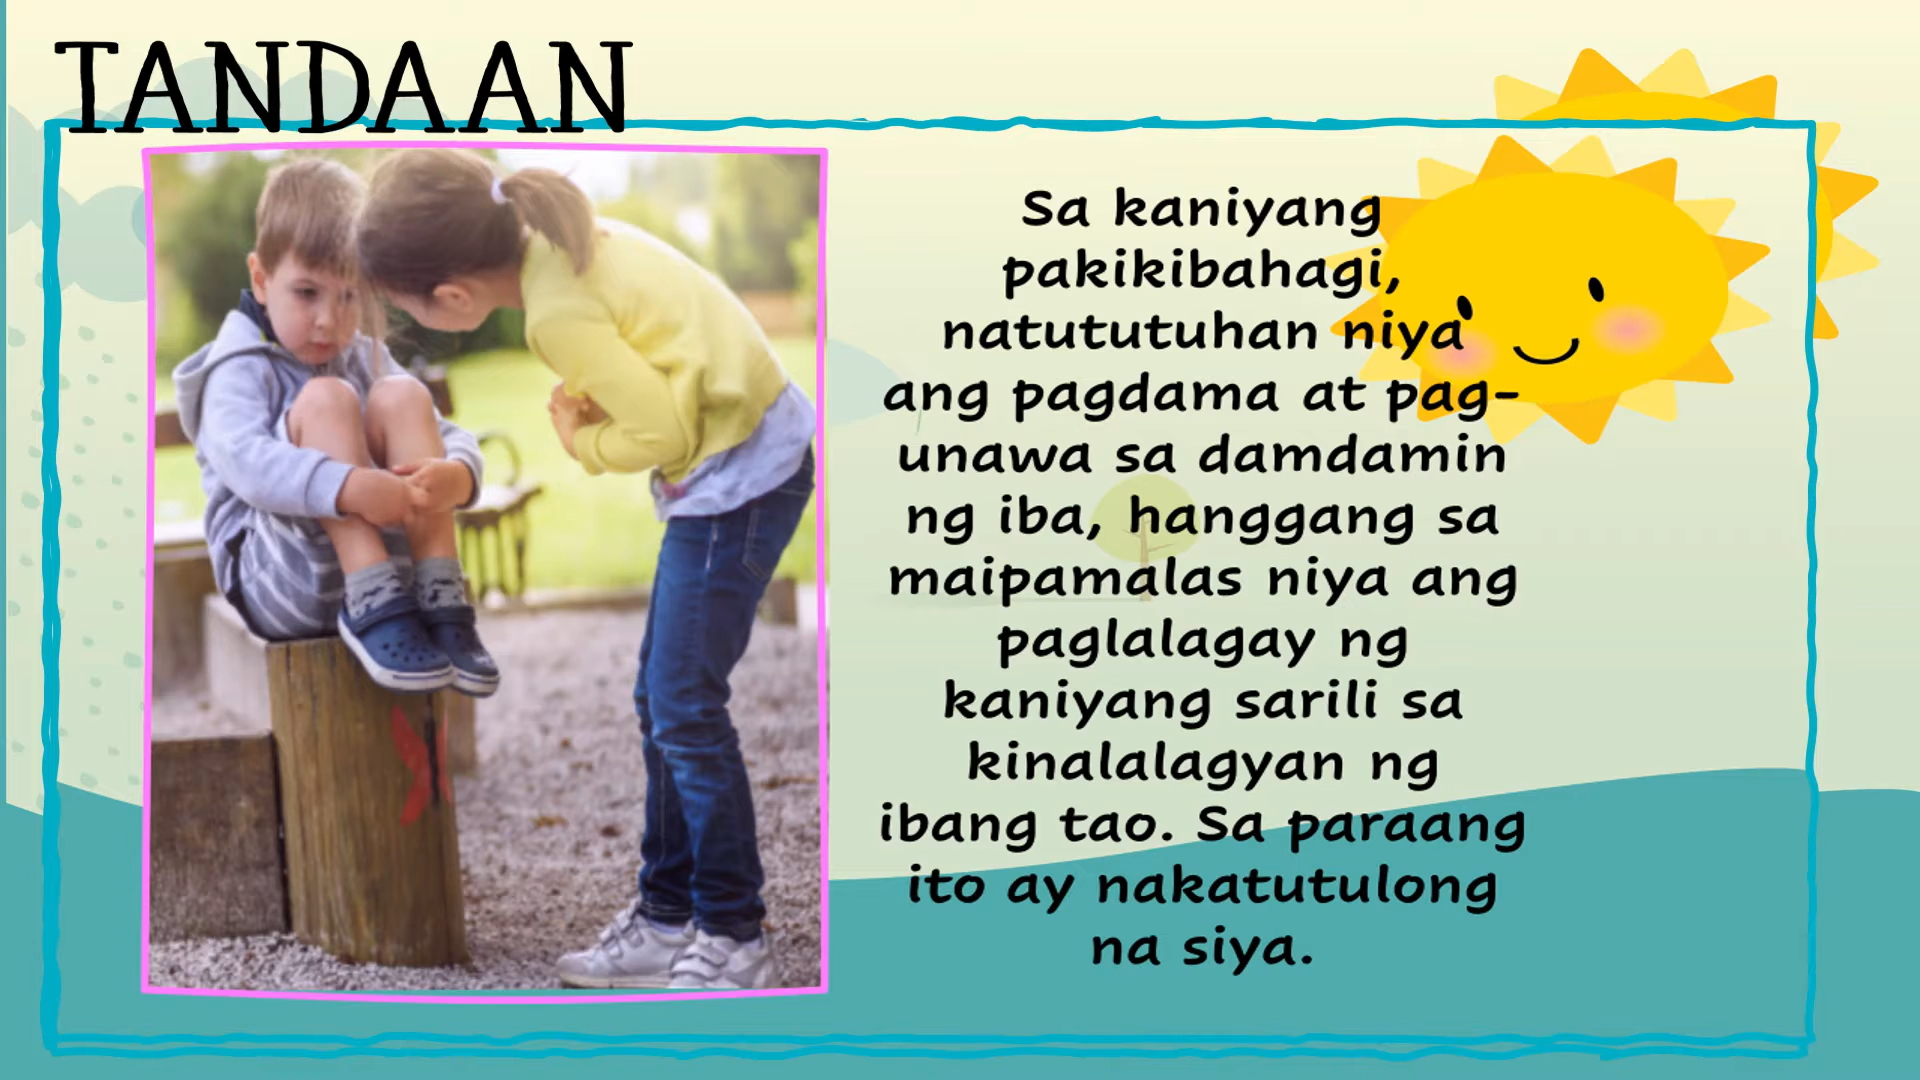 TANDAAN
Sa kaniyang
pakikibahagi,
natututuhan niya
ang pagdama at pag-
unawa sa damdamin
ng iba, hanggang sa
maipamalas niya ang
paglalagay ng
kaniyang sarili sa
kinalalagyan ng
ibang tao. Sa paraang
ito ay nakatutulong
na siya.